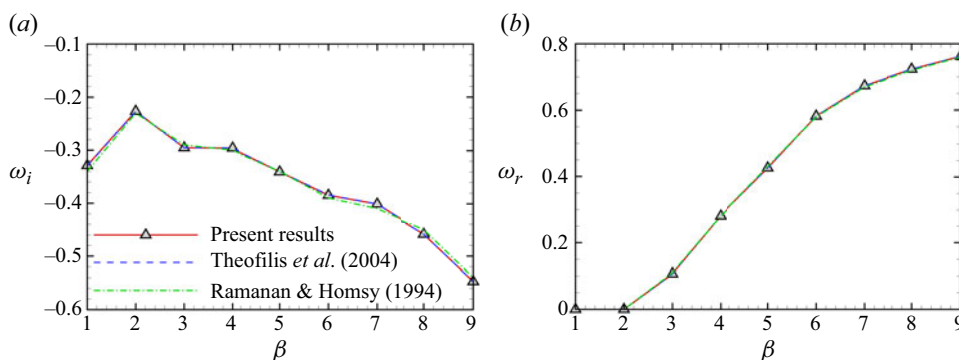 (a)
–0.1
–0.2
–0.3
–0.4
–0.5
–0.6
ωi
Present results
Theofilis et al. (2004)
Ramanan & Homsy (1994)
1 2 3 4 5 6 7 8 9
β
(b)
0.8
0.6
0.4
0.2
0
ωr
1 2 3 4 5 6 7 8 9
β